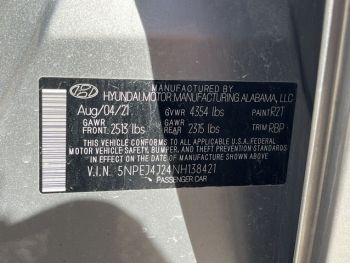 MANUFACTURED BY
HYUNDAI MOTOR MANUFACTURING ALABAMA, LLC
Aug/04/21 GVWR 4354 lbs PAINT: R2T
GAWR FRONT: 2513 lbs GAWR REAR 2515 lbs TRIM: RBP
THIS VEHICLE CONFORMS TO ALL APPLICABLE U.S.A. FEDERAL
MOTOR VEHICLE SAFETY, BUMPER, AND THEFT PREVENTION STANDARDS IN
EFFECT ON THE DATE OF MANUFACTURE SHOWN ABOVE.
V.I.N. 5NPEJ4J24NH138421
PASSENGER CAR